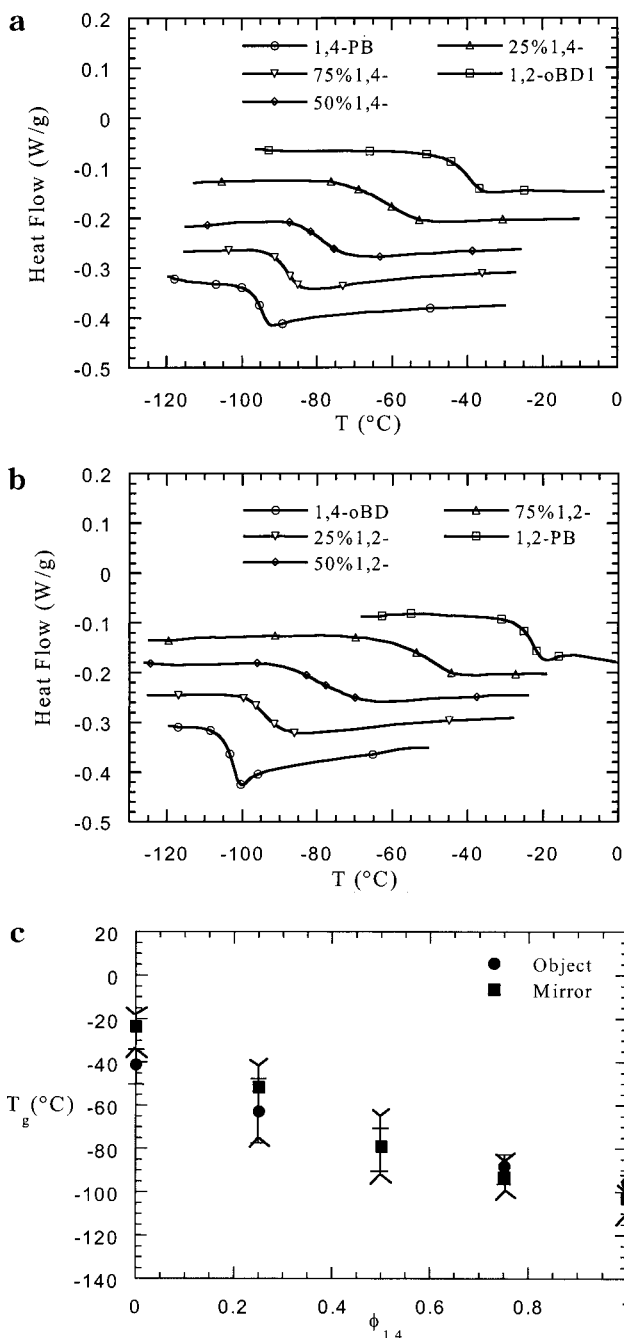 a
1,4-PB 25%1,4-
75%1,4- 1,2-oBD1
50%1,4-
0.2
0.1
0
-0.1
-0.2
-0.3
-0.4
-0.5
Heat Flow (W/g)
-120 -100 -80 -60 -40 -20 0
T (°C)
b
1,4-oBD 75%1,2-
25%1,2- 1,2-PB
50%1,2-
0.2
0.1
0
-0.1
-0.2
-0.3
-0.4
-0.5
Heat Flow (W/g)
-120 -100 -80 -60 -40 -20 0
T (°C)
c
Object
Mirror
20
0
-20
-40
-60
-80
-100
-120
-140
Tg(°C)
0 0.2 0.4 0.6 0.8 1
ϕ1,4